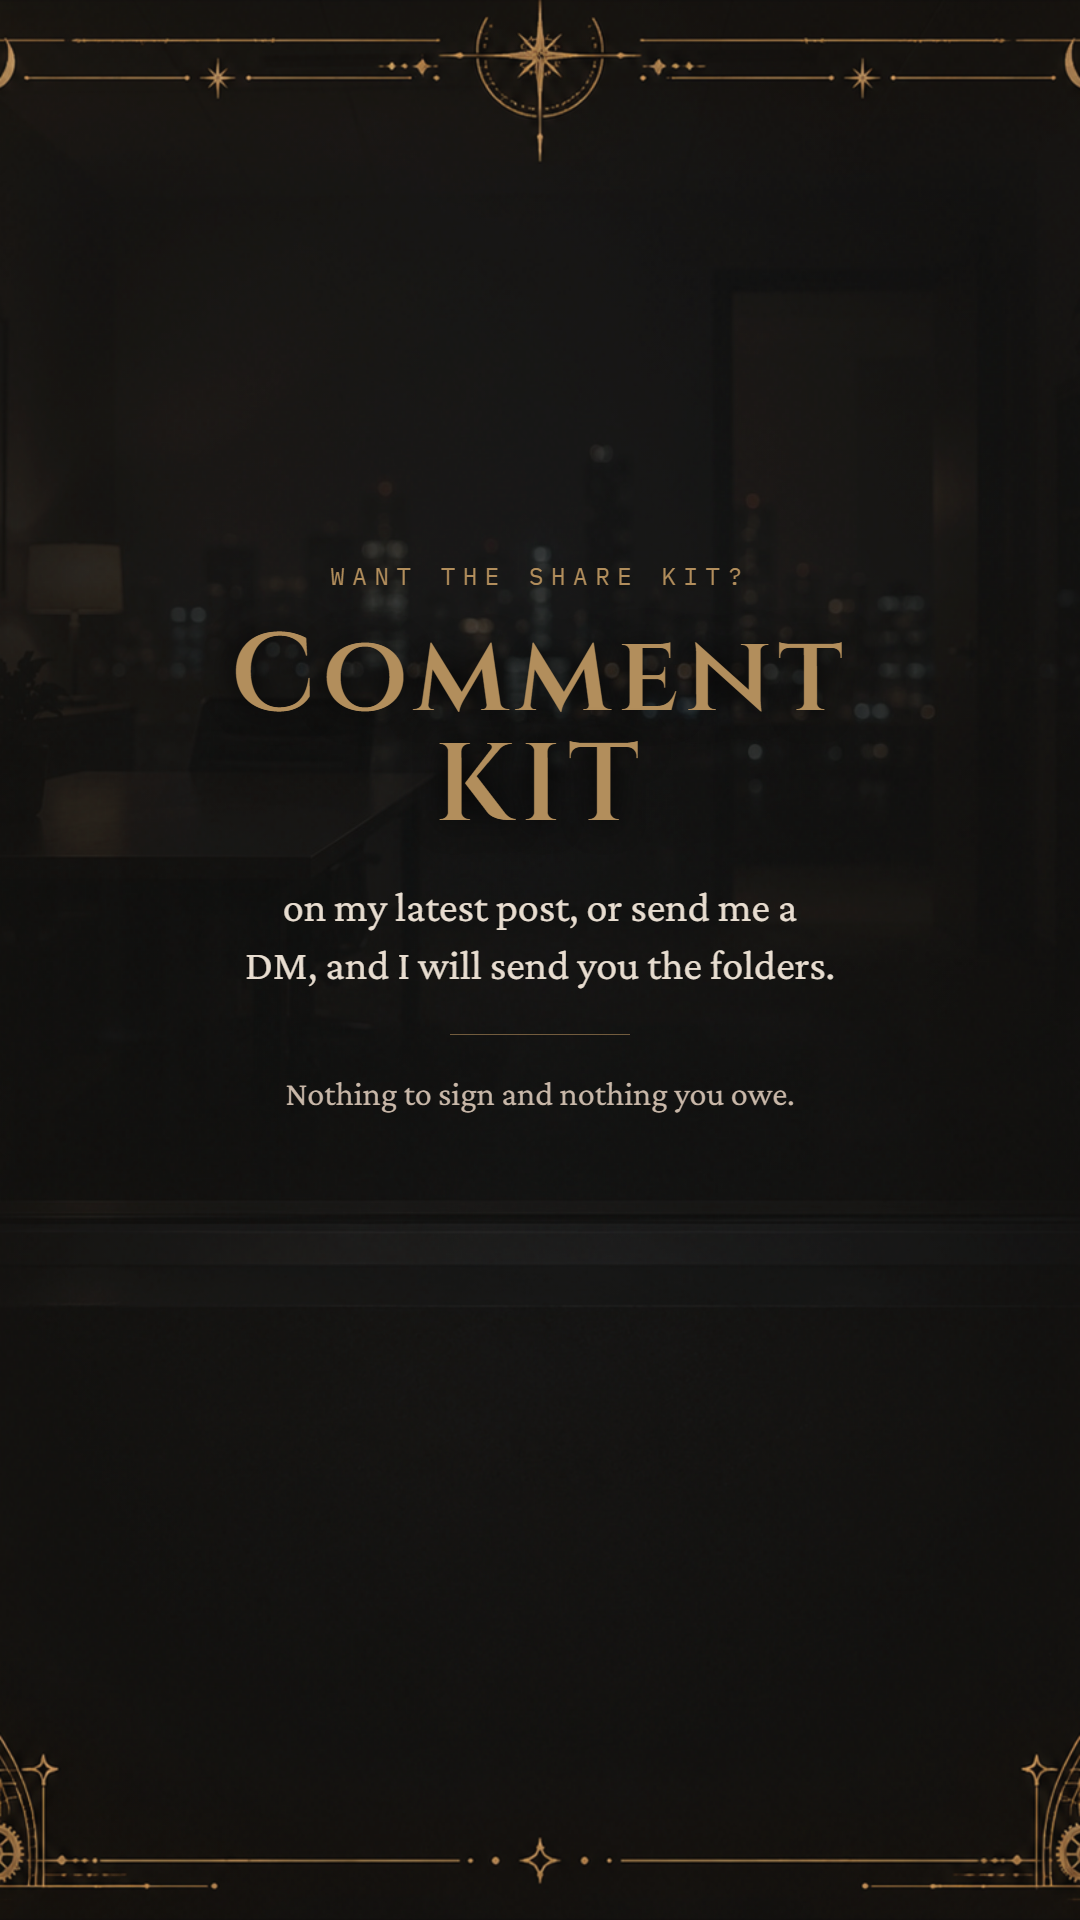 WANT THE SHARE KIT?
Comment
KIT
on my latest post, or send me a
DM, and I will send you the folders.
Nothing to sign and nothing you owe.